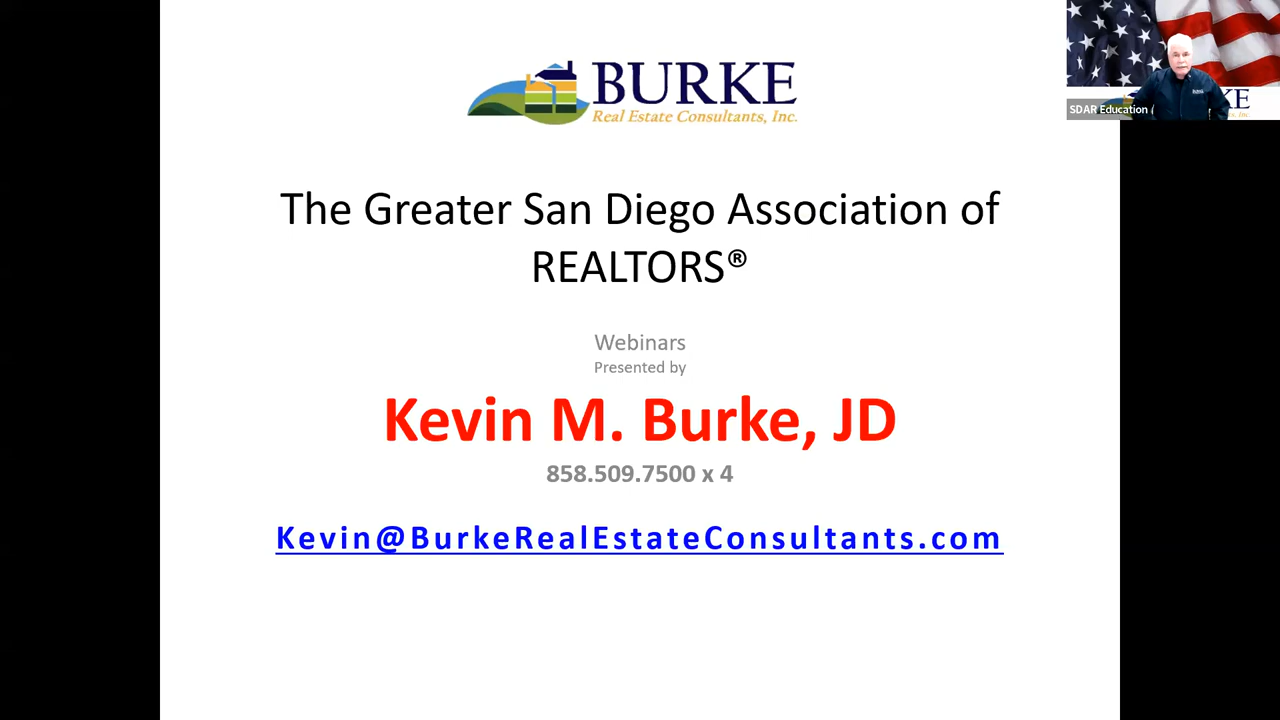 BURKE
Real Estate Consultants, Inc.
SDAR Education
The Greater San Diego Association of
REALTORS®
Webinars
Presented by
Kevin M. Burke, JD
858.509.7500 x 4
Kevin@BurkeRealEstateConsultants.com